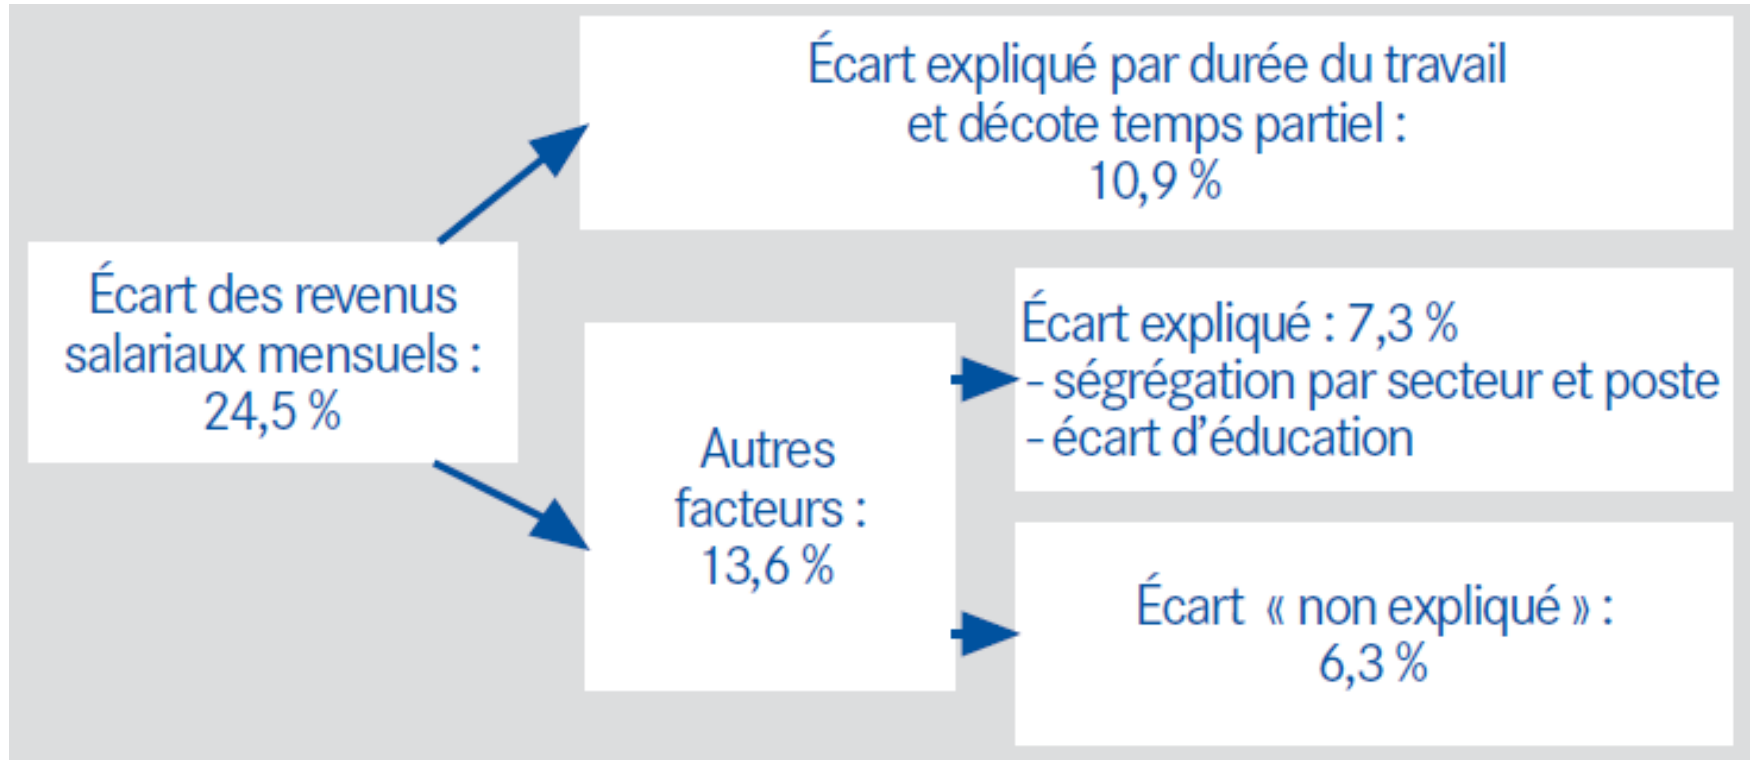 Écart expliqué par durée du travail
et décote temps partiel :
10,9 %
Écart des revenus
salariaux mensuels :
24,5 %
Autres
facteurs :
13,6 %
Écart expliqué : 7,3 %
- ségrégation par secteur et poste
- écart d’éducation
Écart « non expliqué » :
6,3 %